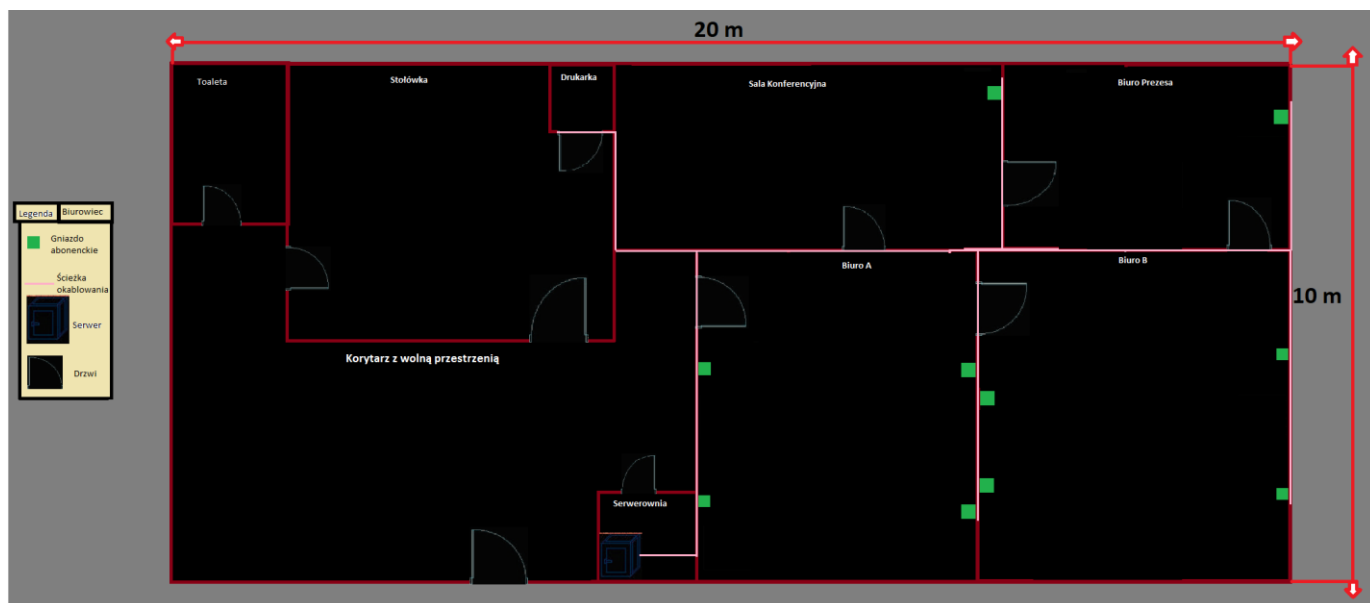 20 m
Toaleta
Stołówka
Drukarka
Sala Konferencyjna
Biuro Prezesa
Legenda
Biurowiec
Gniazdo
abonenckie
Ścieżka
okablowania
Serwer
Drzwi
Biuro A
Biuro B
10 m
Korytarz z wolną przestrzenią
Serwerownia